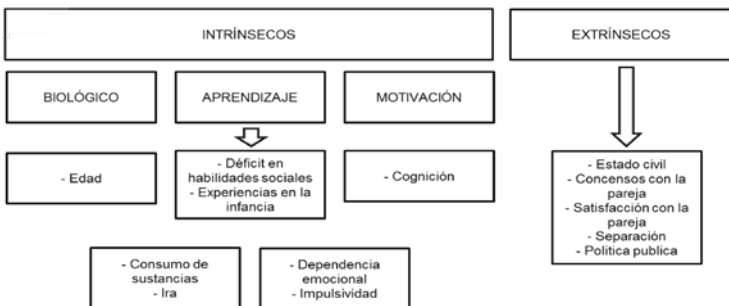 INTRÍNSECOS
EXTRÍNSECOS
BIOLÓGICO
APRENDIZAJE
MOTIVACIÓN
- Edad
- Déficit en
habilidades sociales
- Experiencias en la
infancia
- Cognición
- Estado civil
- Concensos con la
pareja
- Satisfacción con la
pareja
- Separación
- Politica publica
- Consumo de
sustancias
- Ira
- Dependencia
emocional
- Impulsividad